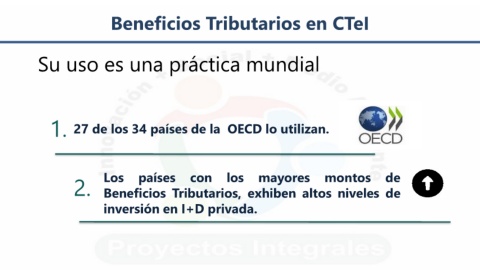 Beneficios Tributarios en CTeI
Su uso es una práctica mundial
1. 27 de los 34 países de la OECD lo utilizan.
OECD
2. Los países con los mayores montos de
Beneficios Tributarios, exhiben altos niveles de
inversión en I+D privada.
Proyectos Integrales